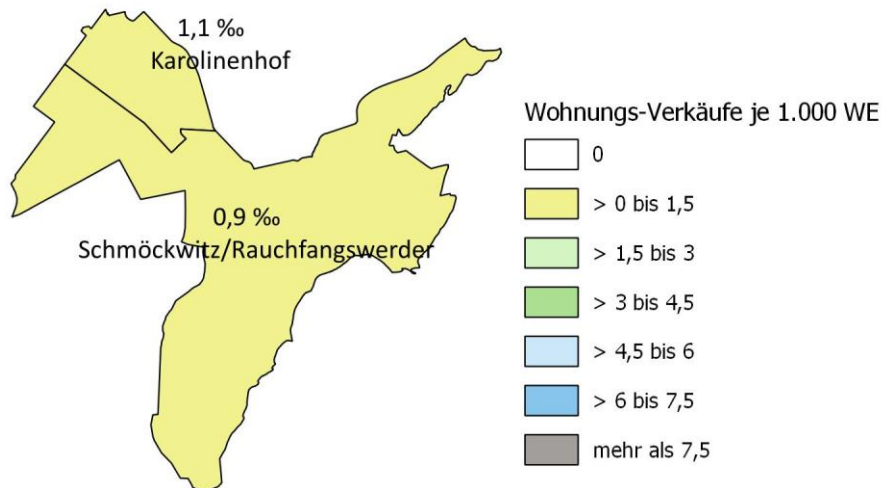 1,1 ‰
Karolinenhof
0,9 ‰
Schmöckwitz/Rauchfangswerder
Wohnungs-Verkäufe je 1.000 WE
0
> 0 bis 1,5
> 1,5 bis 3
> 3 bis 4,5
> 4,5 bis 6
> 6 bis 7,5
mehr als 7,5